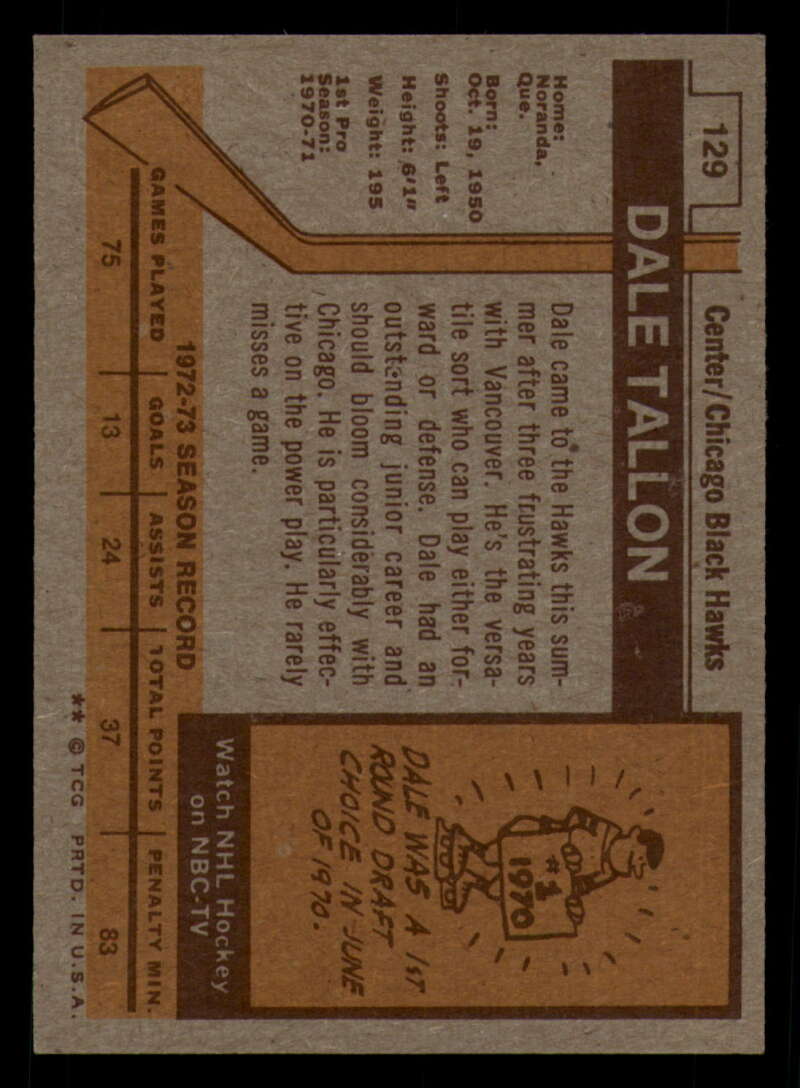 129
Center/Chicago Black Hawks
DALE TALLON
Home:
Noranda,
Que.
Born:
Oct. 19, 1950
Shoots: Left
Height: 6'1"
Weight: 195
1st Pro
Season:
1970-71
Dale came to the Hawks this sum-
mer after three frustrating years
with Vancouver. He's the versa-
tile sort who can play either for-
ward or defense. Dale had an
outstanding junior career and
should bloom considerably with
Chicago. He is particularly effec-
tive on the power play. He rarely
misses a game.
#1
1970
DALE WAS A 1ST
ROUND DRAFT
CHOICE IN JUNE
OF 1970.
Watch NHL Hockey
on NBC-TV
1972-73 SEASON RECORD
GAMES PLAYED GOALS ASSISTS TOTAL POINTS PENALTY MIN.
75 13 24 37 83
** © TCG PRTD. IN U.S.A.